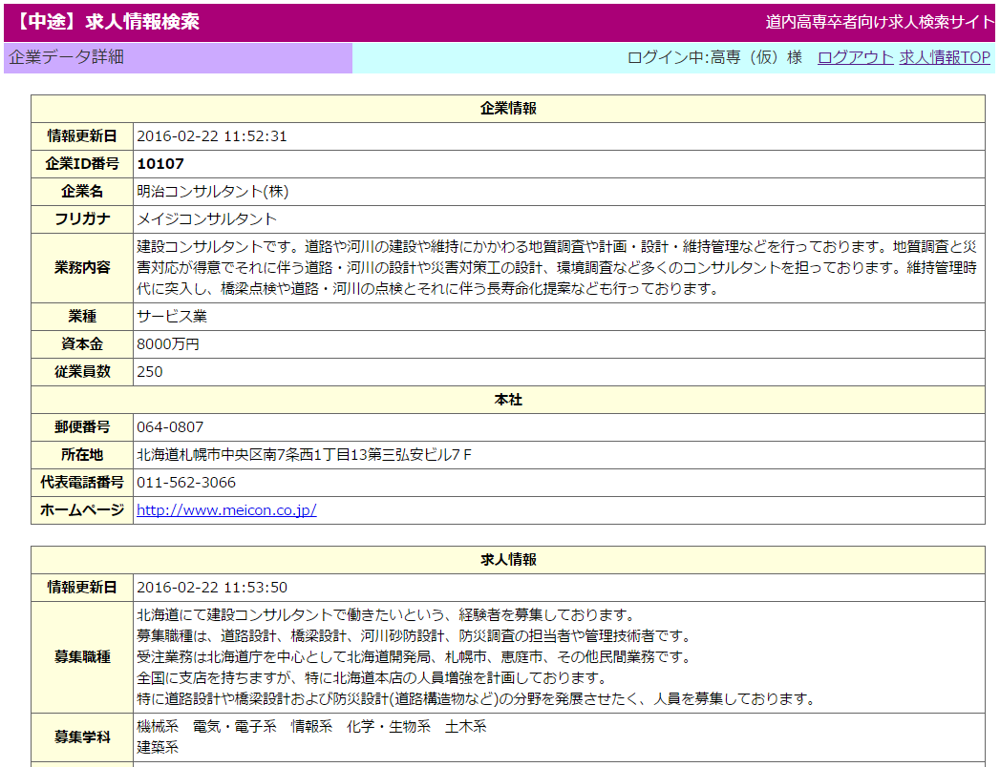 【中途】求人情報検索
道内高専卒者向け求人検索サイト
企業データ詳細
ログイン中:高専（仮）様 ログアウト 求人情報TOP
企業情報
情報更新日 2016-02-22 11:52:31
企業ID番号 10107
企業名 明治コンサルタント(株)
フリガナ メイジコンサルタント
業務内容
建設コンサルタントです。道路や河川の建設や維持にかかわる地質調査や計画・設計・維持管理などを行っております。地質調査と災
害対応が得意でそれに伴う道路・河川の設計や災害対策工の設計、環境調査など多くのコンサルタントを担っております。維持管理時
代に突入し、橋梁点検や道路・河川の点検とそれに伴う長寿命化提案なども行っております。
業種 サービス業
資本金 8000万円
従業員数 250
本社
郵便番号 064-0807
所在地 北海道札幌市中央区南7条西1丁目13第三弘安ビル7Ｆ
代表電話番号 011-562-3066
ホームページ http://www.meicon.co.jp/
求人情報
情報更新日 2016-02-22 11:53:50
募集職種
北海道にて建設コンサルタントで働きたいという、経験者を募集しております。
募集職種は、道路設計、橋梁設計、河川砂防設計、防災調査の担当者や管理技術者です。
受注業務は北海道庁を中心として北海道開発局、札幌市、恵庭市、その他民間業務です。
全国に支店を持ちますが、特に北海道本店の人員増強を計画しております。
特に道路設計や橋梁設計および防災設計(道路構造物など)の分野を発展させたく、人員を募集しております。
募集学科
機械系 電気・電子系 情報系 化学・生物系 土木系
建築系